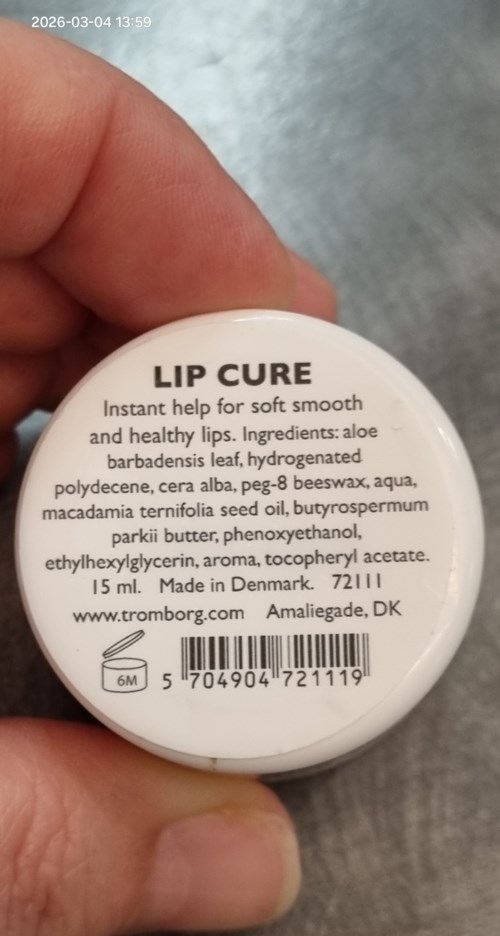 2026-03-04 13:59
LIP CURE
Instant help for soft smooth
and healthy lips. Ingredients: aloe
barbadensis leaf, hydrogenated
polydecene, cera alba, peg-8 beeswax, aqua,
macadamia ternifolia seed oil, butyrospermum
parkii butter, phenoxyethanol,
ethylhexylglycerin, aroma, tocopheryl acetate.
15 ml. Made in Denmark. 72111
www.tromborg.com Amaliegade, DK
6M
5 704904 721119